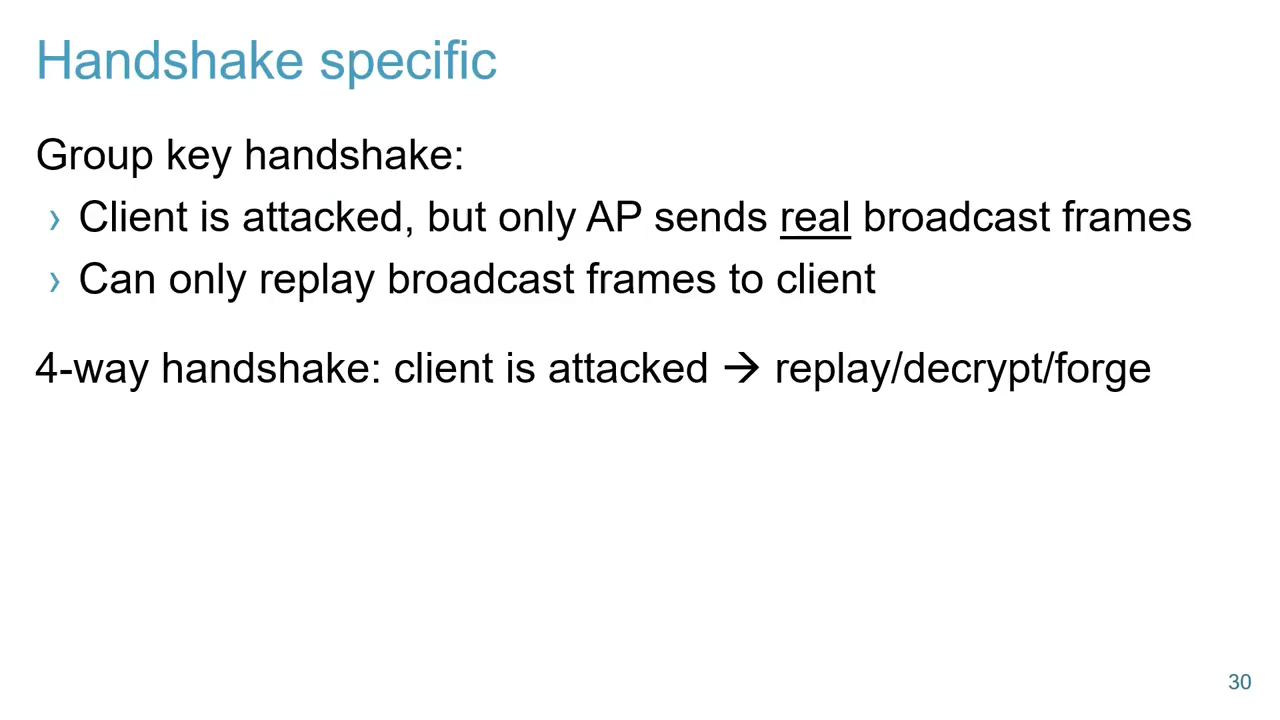 Handshake specific
Group key handshake:
› Client is attacked, but only AP sends real broadcast frames
› Can only replay broadcast frames to client
4-way handshake: client is attacked → replay/decrypt/forge
30